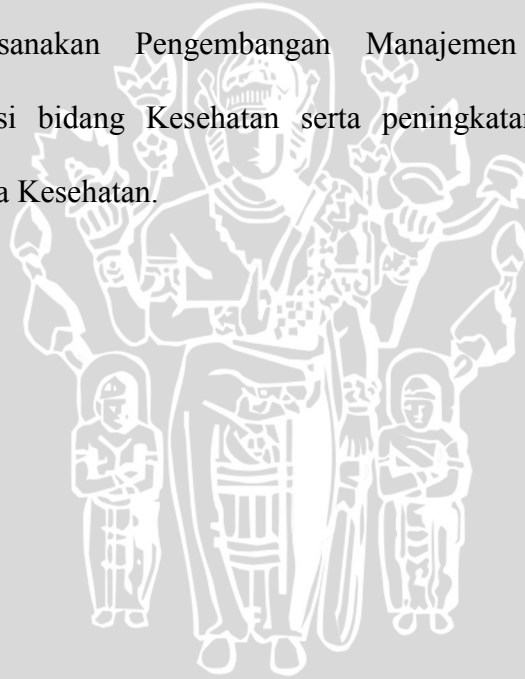 sanakan Pengembangan Manajemen
si bidang Kesehatan serta peningkatan
a Kesehatan.